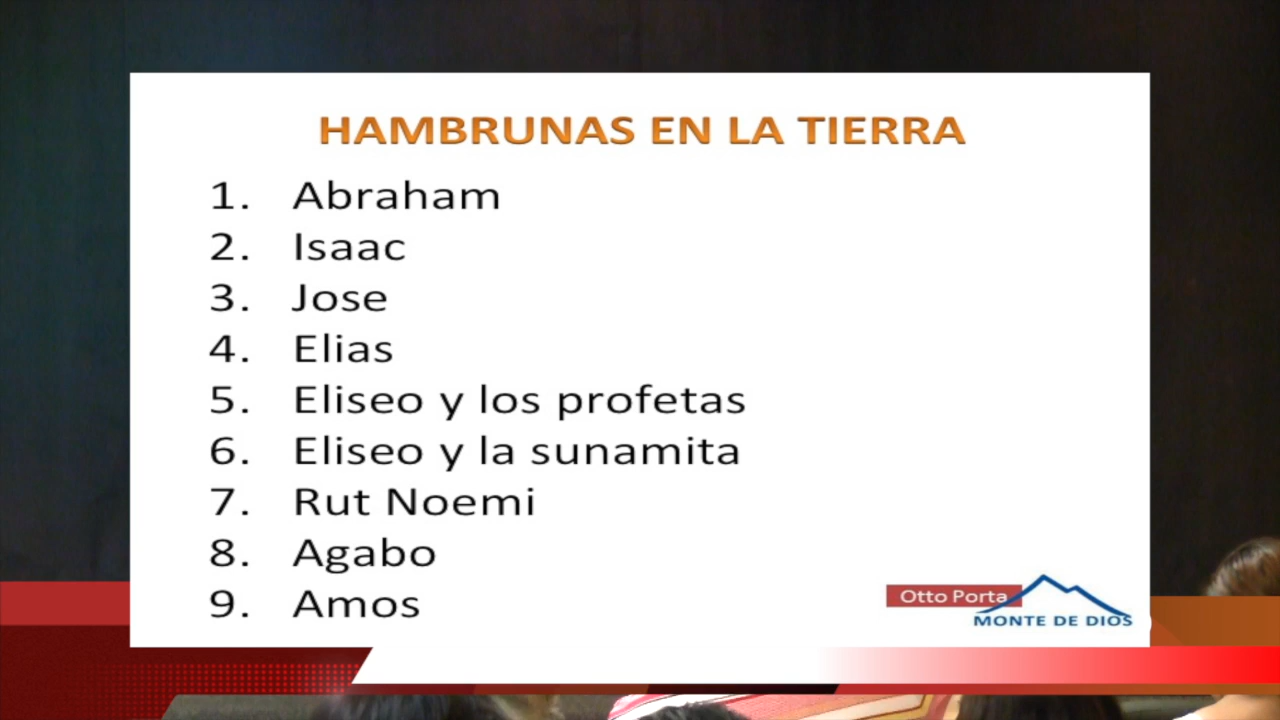 HAMBRUNAS EN LA TIERRA
1. Abraham
2. Isaac
3. Jose
4. Elias
5. Eliseo y los profetas
6. Eliseo y la sunamita
7. Rut Noemi
8. Agabo
9. Amos
Otto Porta
MONTE DE DIOS